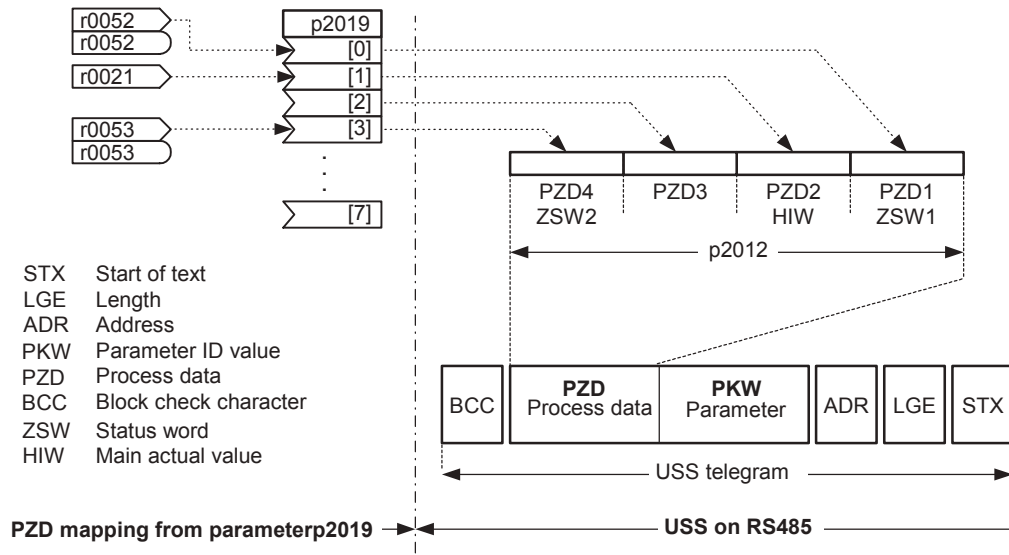 r0052
r0052
r0021
r0053
r0053
p2019
[0]
[1]
[2]
[3]
[7]
PZD4 PZD3 PZD2 PZD1
ZSW2 HIW ZSW1
p2012
STX Start of text
LGE Length
ADR Address
PKW Parameter ID value
PZD Process data
BCC Block check character
ZSW Status word
HIW Main actual value
BCC
PZD
Process data
PKW
Parameter
ADR
LGE
STX
USS telegram
PZD mapping from parameterp2019
USS on RS485